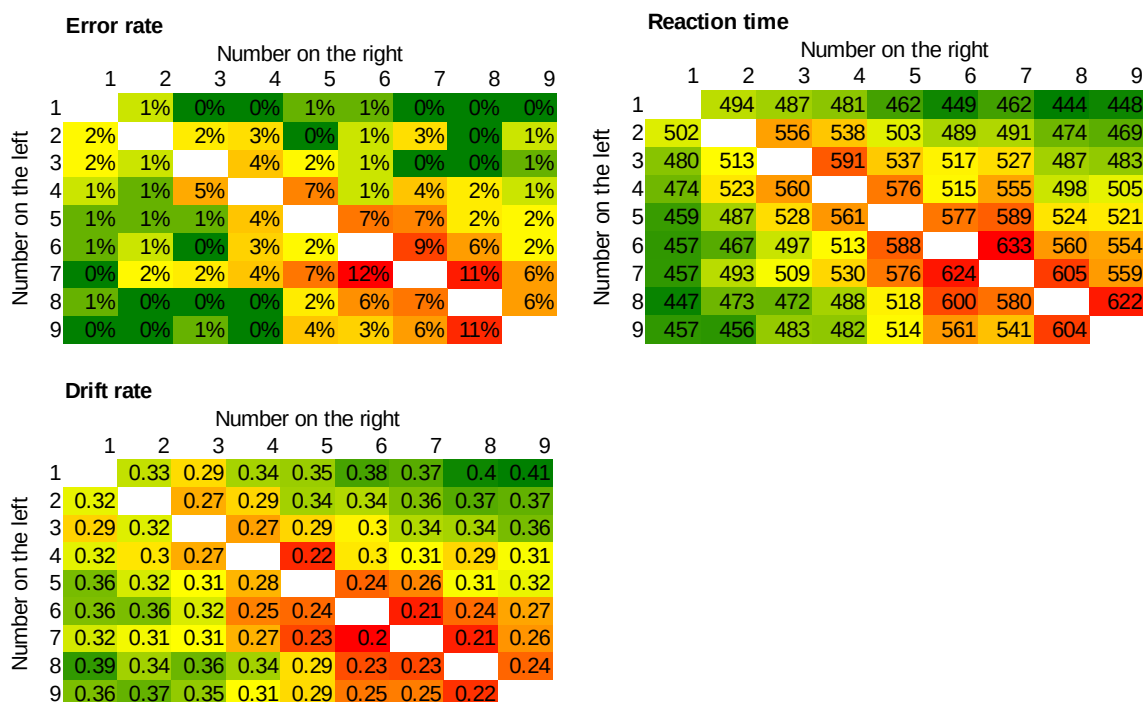 Error rate
Number on the right
1 2 3 4 5 6 7 8 9
Number on the left
1 1% 0% 0% 1% 1% 0% 0% 0%
2 2% 2% 3% 0% 1% 3% 0% 1%
3 2% 1% 4% 2% 1% 0% 0% 1%
4 1% 1% 5% 7% 1% 4% 2% 1%
5 1% 1% 1% 4% 7% 7% 2% 2%
6 1% 1% 0% 3% 2% 9% 6% 2%
7 0% 2% 2% 4% 7% 12% 11% 6%
8 1% 0% 0% 0% 2% 6% 7% 6%
9 0% 0% 1% 0% 4% 3% 6% 11%
Reaction time
Number on the right
1 2 3 4 5 6 7 8 9
Number on the left
1 494 487 481 462 449 462 444 448
2 502 556 538 503 489 491 474 469
3 480 513 591 537 517 527 487 483
4 474 523 560 576 515 555 498 505
5 459 487 528 561 577 589 524 521
6 457 467 497 513 588 633 560 554
7 457 493 509 530 576 624 605 559
8 447 473 472 488 518 600 580 622
9 457 456 483 482 514 561 541 604
Drift rate
Number on the right
1 2 3 4 5 6 7 8 9
Number on the left
1 0.33 0.29 0.34 0.35 0.38 0.37 0.4 0.41
2 0.32 0.27 0.29 0.34 0.34 0.36 0.37 0.37
3 0.29 0.32 0.27 0.29 0.3 0.34 0.34 0.36
4 0.32 0.3 0.27 0.22 0.3 0.31 0.29 0.31
5 0.36 0.32 0.31 0.28 0.24 0.26 0.31 0.32
6 0.36 0.36 0.32 0.25 0.24 0.21 0.24 0.27
7 0.32 0.31 0.31 0.27 0.23 0.2 0.21 0.26
8 0.39 0.34 0.36 0.34 0.29 0.23 0.23 0.24
9 0.36 0.37 0.35 0.31 0.29 0.25 0.25 0.22